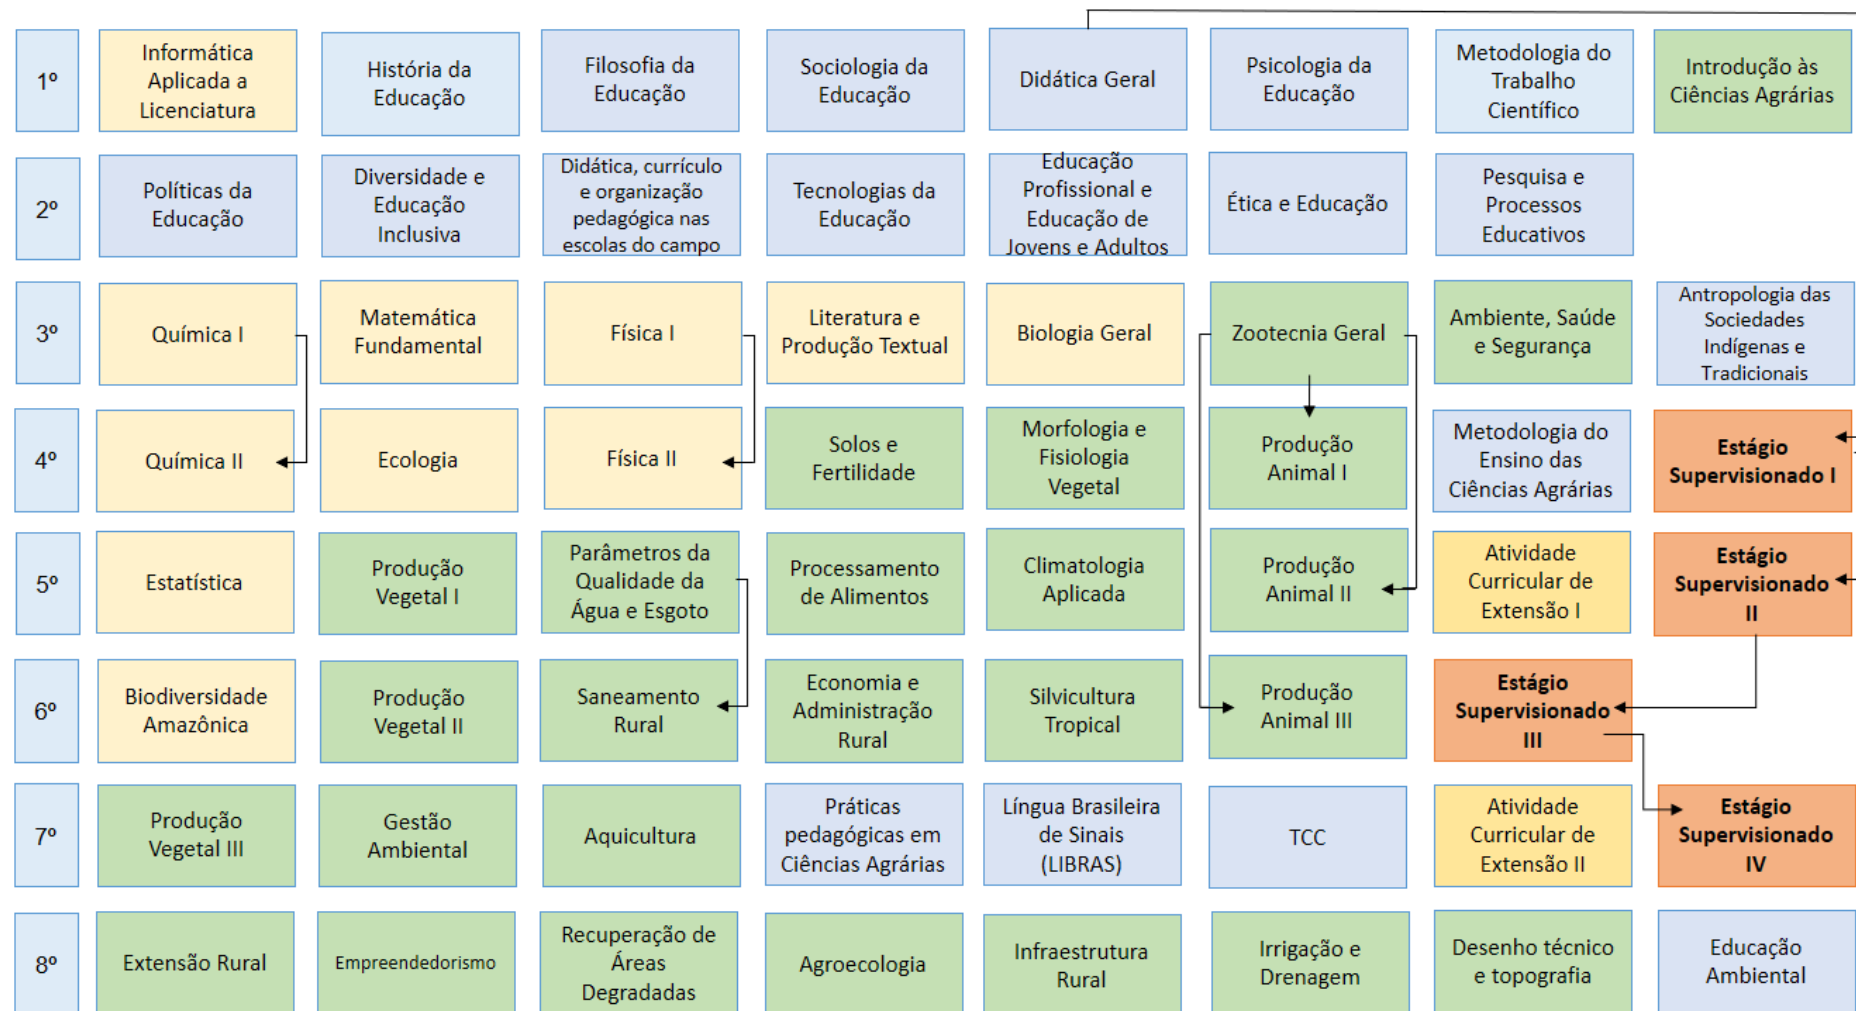 1º
Informática
Aplicada a
Licenciatura
História da
Educação
Filosofia da
Educação
Sociologia da
Educação
Didática Geral
Psicologia da
Educação
Metodologia do
Trabalho
Científico
Introdução às
Ciências Agrárias
2º
Políticas da
Educação
Diversidade e
Educação
Inclusiva
Didática, currículo
e organização
pedagógica nas
escolas do campo
Tecnologias da
Educação
Educação
Profissional e
Educação de
Jovens e Adultos
Ética e Educação
Pesquisa e
Processos
Educativos
3º
Química I
Matemática
Fundamental
Física I
Literatura e
Produção Textual
Biologia Geral
Zootecnia Geral
Ambiente, Saúde
e Segurança
Antropologia das
Sociedades
Indígenas e
Tradicionais
4º
Química II
Ecologia
Física II
Solos e
Fertilidade
Morfologia e
Fisiologia
Vegetal
Produção
Animal I
Metodologia do
Ensino das
Ciências Agrárias
Estágio
Supervisionado I
5º
Estatística
Produção
Vegetal I
Parâmetros da
Qualidade da
Água e Esgoto
Processamento
de Alimentos
Climatologia
Aplicada
Produção
Animal II
Atividade
Curricular de
Extensão I
Estágio
Supervisionado
II
6º
Biodiversidade
Amazônica
Produção
Vegetal II
Saneamento
Rural
Economia e
Administração
Rural
Silvicultura
Tropical
Produção
Animal III
Estágio
Supervisionado
III
7º
Produção
Vegetal III
Gestão
Ambiental
Aquicultura
Práticas
pedagógicas em
Ciências Agrárias
Língua Brasileira
de Sinais
(LIBRAS)
TCC
Atividade
Curricular de
Extensão II
Estágio
Supervisionado
IV
8º
Extensão Rural
Empreendedorismo
Recuperação de
Áreas
Degradadas
Agroecologia
Infraestrutura
Rural
Irrigação e
Drenagem
Desenho técnico
e topografia
Educação
Ambiental